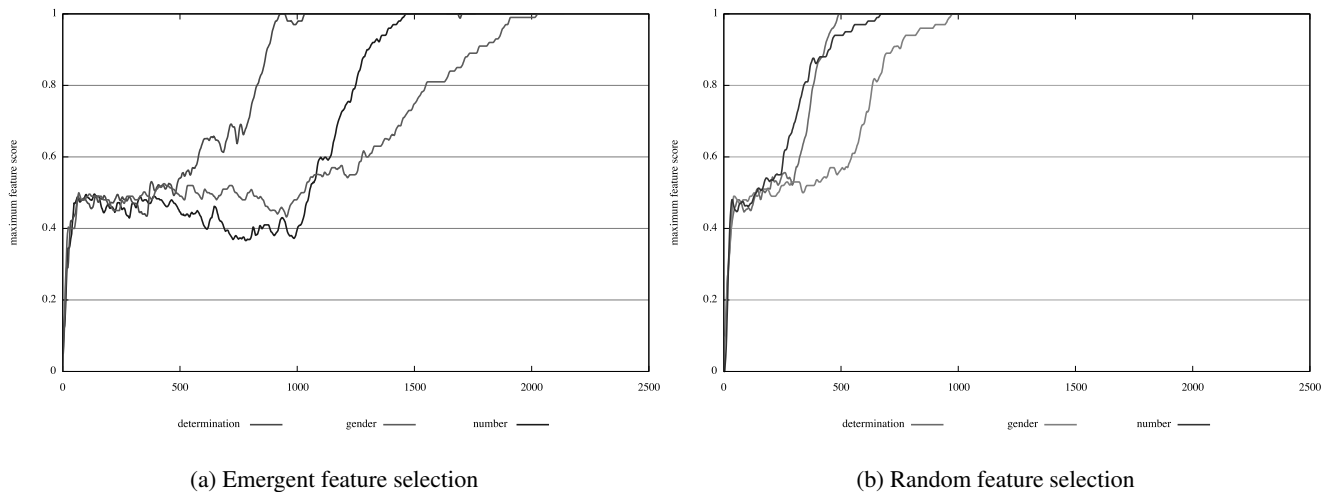 1
0.8
0.6
0.4
0.2
0
maximum feature score
0 500 1000 1500 2000 2500
determination gender number
(a) Emergent feature selection
1
0.8
0.6
0.4
0.2
0
maximum feature score
0 500 1000 1500 2000 2500
determination gender number
(b) Random feature selection